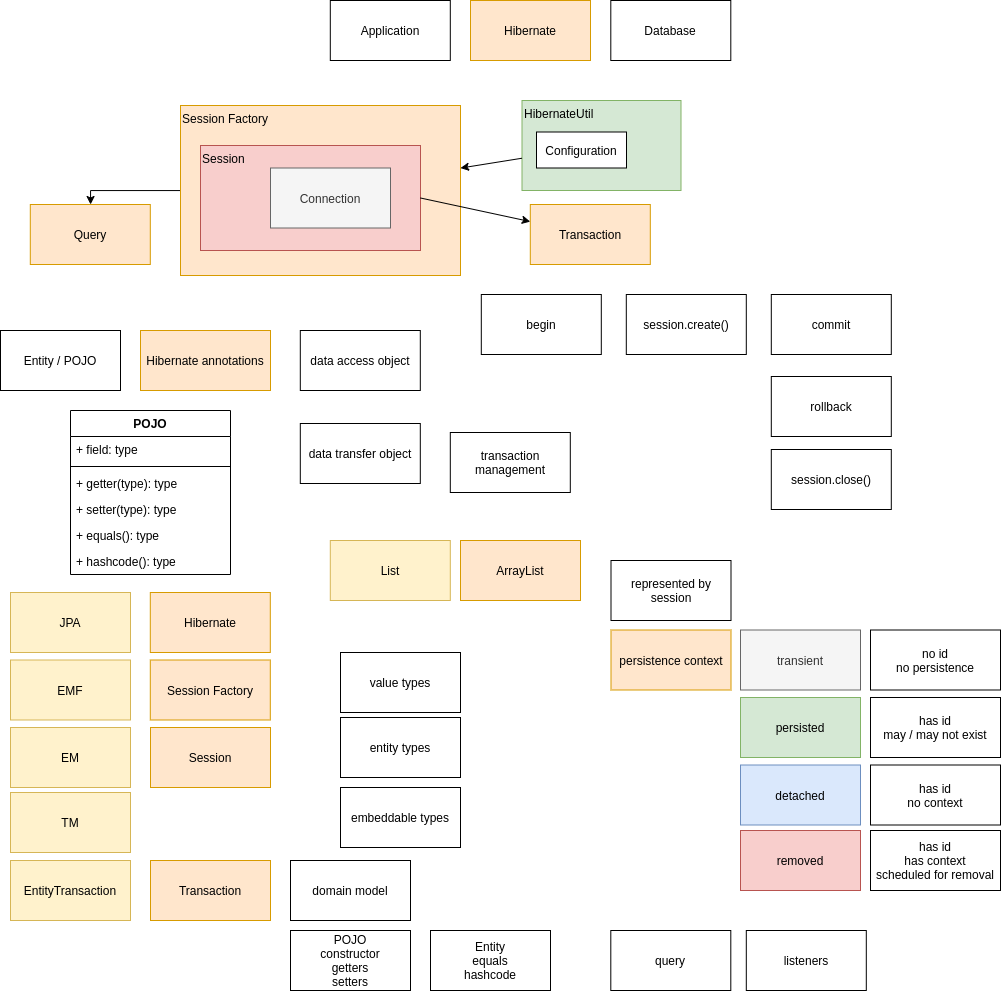 Application
Hibernate
Database
Session Factory
HibernateUtil
Configuration
Session
Connection
Query
Transaction
begin
session.create()
commit
Entity / POJO
Hibernate annotations
data access object
rollback
POJO
+ field: type
+ getter(type): type
+ setter(type): type
+ equals(): type
+ hashcode(): type
data transfer object
transaction
management
session.close()
List
ArrayList
represented by
session
JPA
Hibernate
persistence context
transient
no id
no persistence
EMF
Session Factory
value types
persisted
has id
may / may not exist
EM
Session
entity types
detached
has id
no context
TM
embeddable types
removed
has id
has context
scheduled for removal
EntityTransaction
Transaction
domain model
POJO
constructor
getters
setters
Entity
equals
hashcode
query
listeners